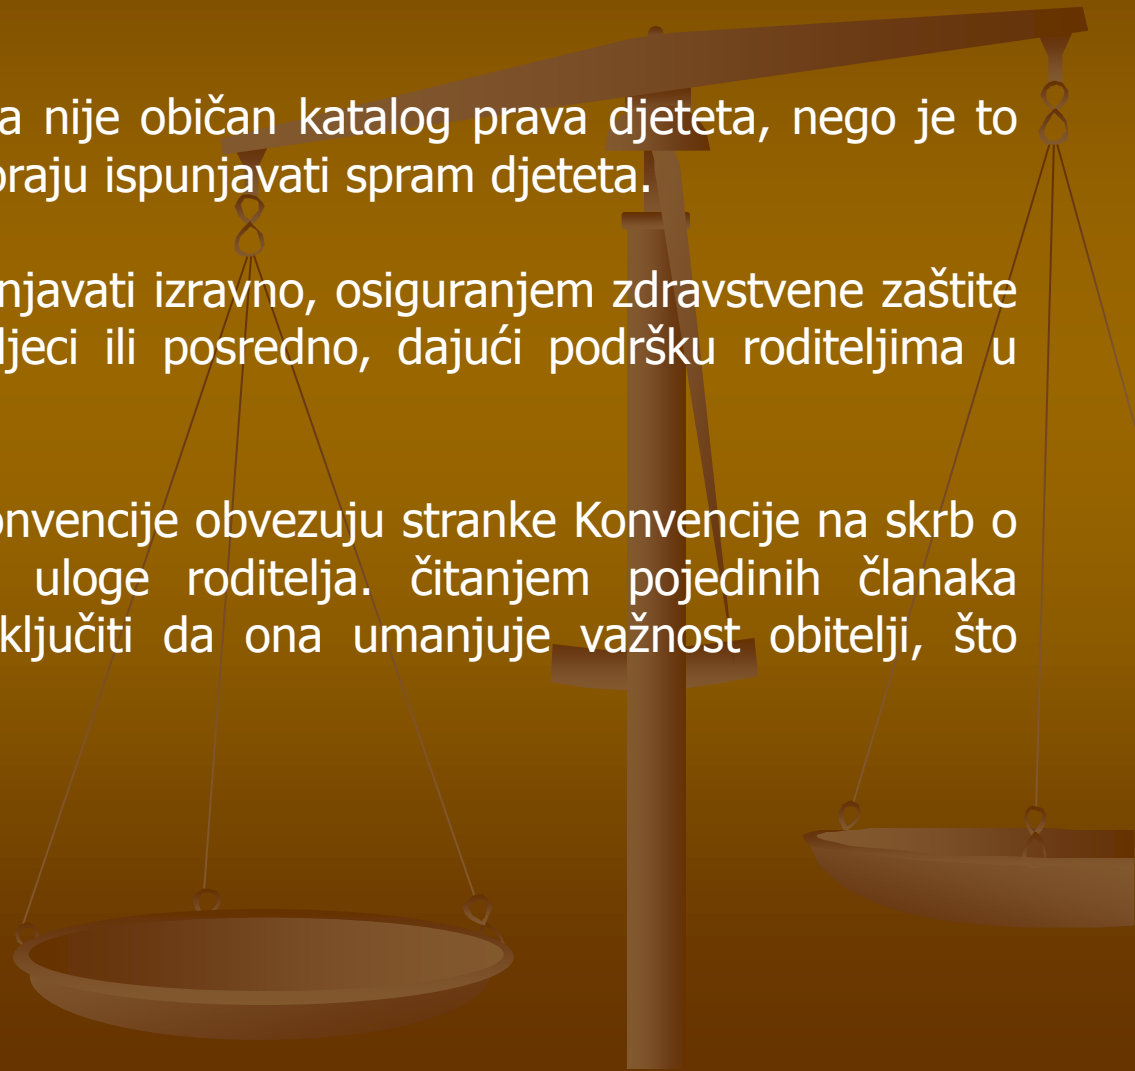 a nije običan katalog prava djeteta, nego je to
oraju ispunjavati spram djeteta.
njavati izravno, osiguranjem zdravstvene zaštite
djeci ili posredno, dajući podršku roditeljima u
onvencije obvezuju stranke Konvencije na skrb o
uloge roditelja. čitanjem pojedinih članaka
ključiti da ona umanjuje važnost obitelji, što